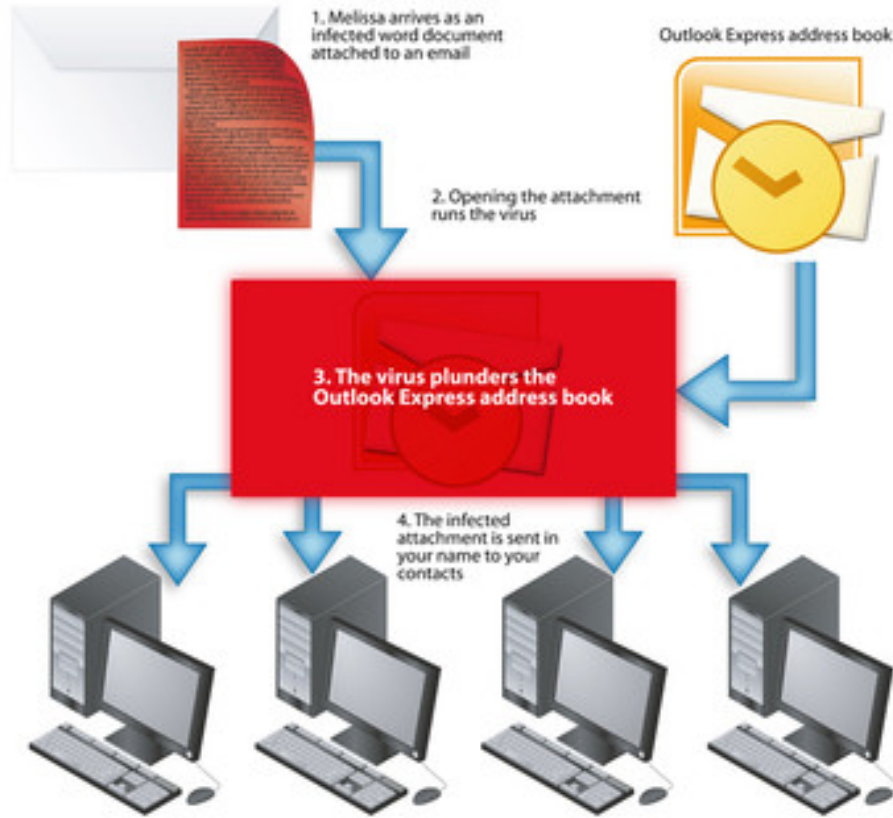 1. Melissa arrives as an
infected word document
attached to an email
Outlook Express address book
2. Opening the attachment
runs the virus
3. The virus plunders the
Outlook Express address book
4. The infected
attachment is sent in
your name to your
contacts